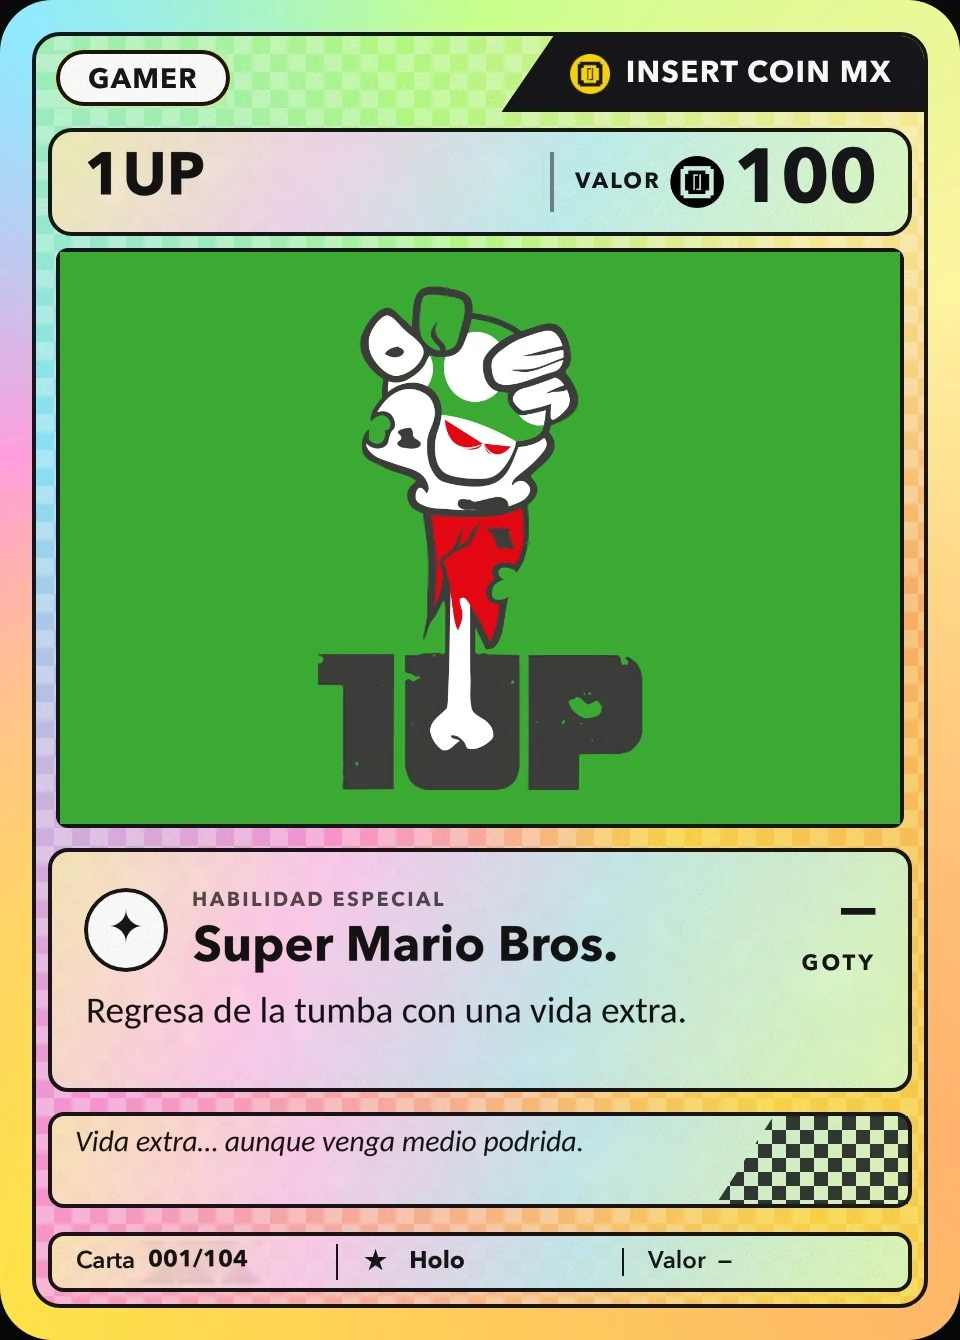 GAMER
INSERT COIN MX
1UP
VALOR 100
1UP
HABILIDAD ESPECIAL
Super Mario Bros.
–
GOTY
Regresa de la tumba con una vida extra.
Vida extra... aunque venga medio podrida.
Carta 001/104 ★ Holo Valor –